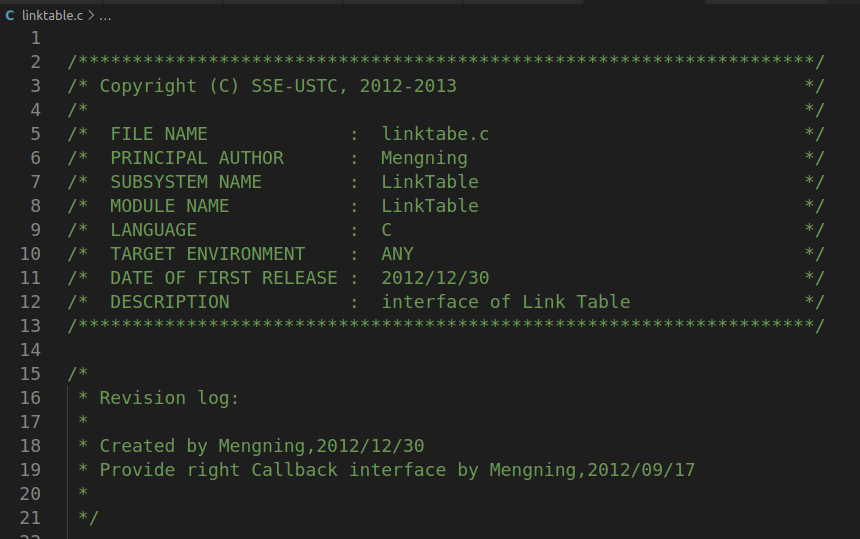 C linktable.c > ...
1
2 /********************************************************************/
3 /* Copyright (C) SSE-USTC, 2012-2013                                */
4 /*                                                                  */
5 /*  FILE NAME             :  linktabe.c                             */
6 /*  PRINCIPAL AUTHOR      :  Mengning                               */
7 /*  SUBSYSTEM NAME        :  LinkTable                              */
8 /*  MODULE NAME           :  LinkTable                              */
9 /*  LANGUAGE              :  C                                      */
10 /*  TARGET ENVIRONMENT    :  ANY                                    */
11 /*  DATE OF FIRST RELEASE :  2012/12/30                             */
12 /*  DESCRIPTION           :  interface of Link Table                */
13 /********************************************************************/
14
15 /*
16  * Revision log:
17  *
18  * Created by Mengning,2012/12/30
19  * Provide right Callback interface by Mengning,2012/09/17
20  *
21  */